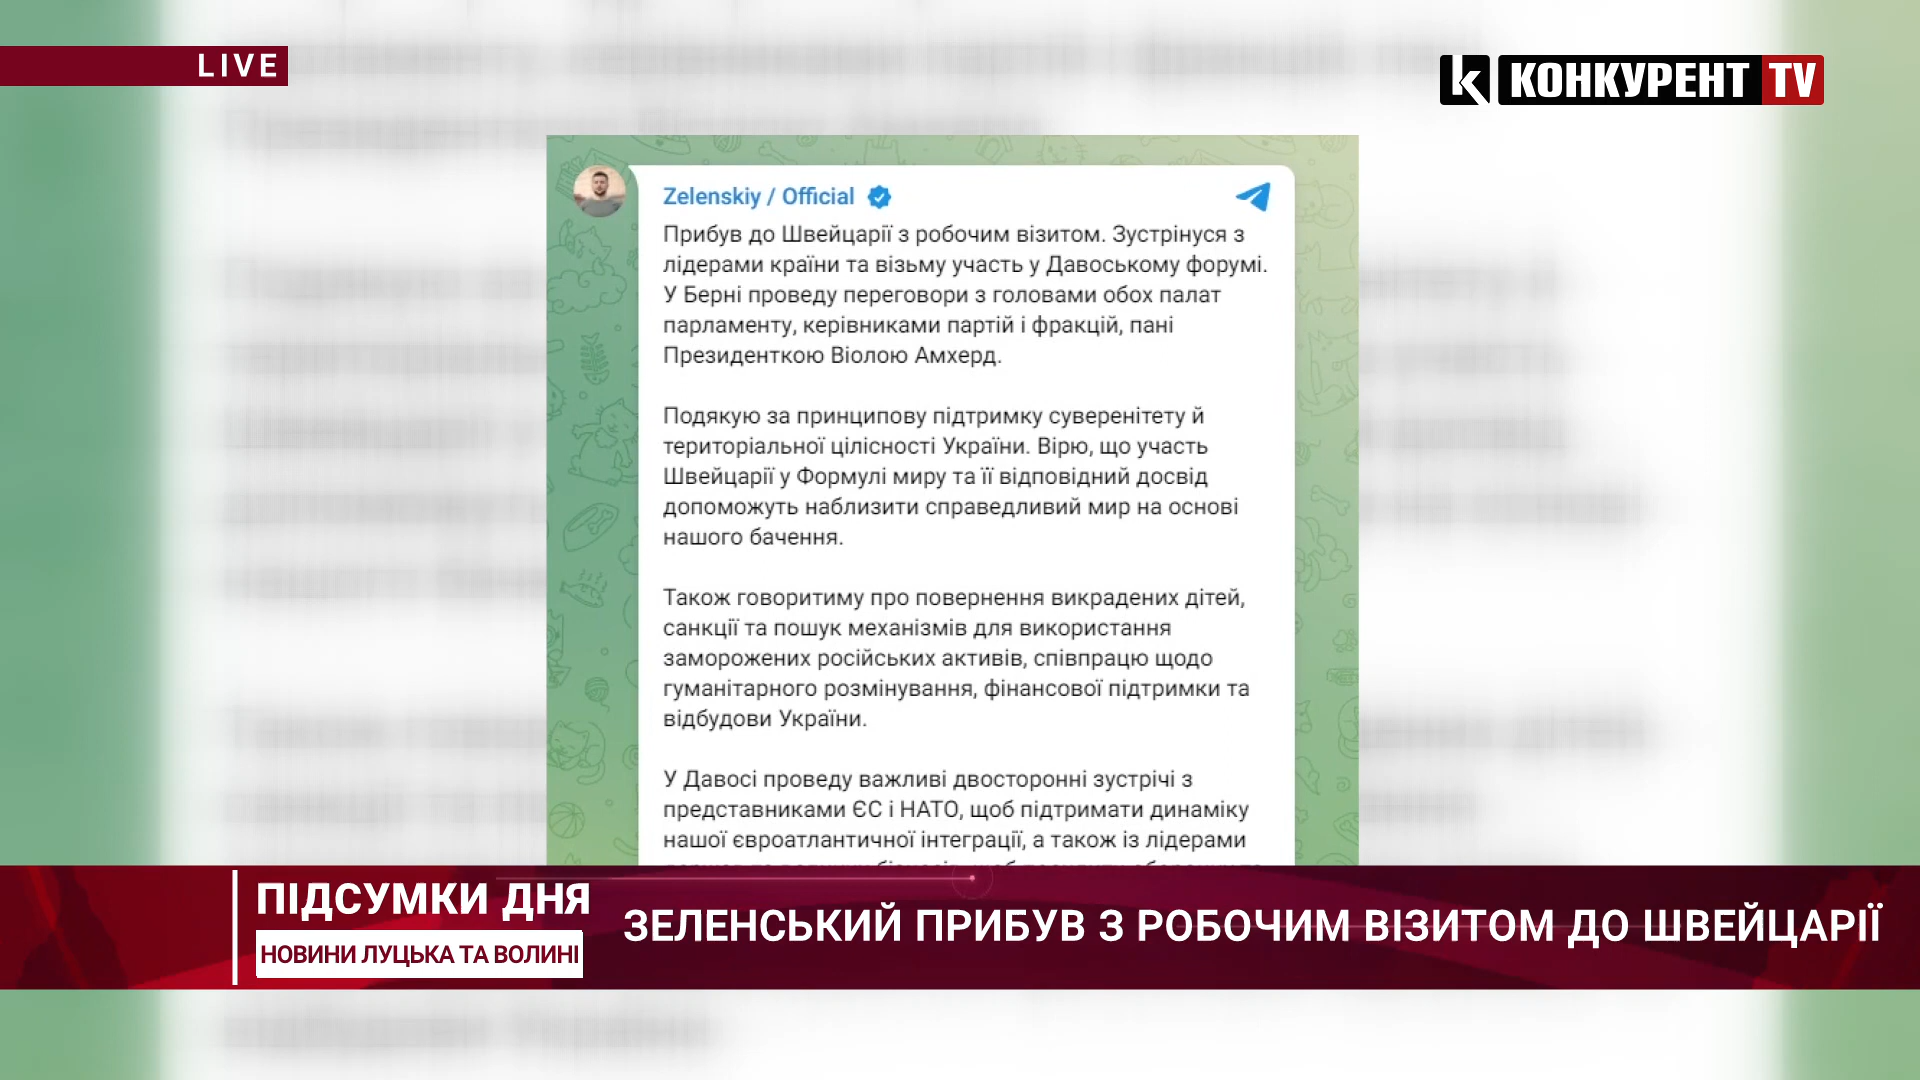 LIVE
k КОНКУРЕНТ TV
Zelenskiy / Official
Прибув до Швейцарії з робочим візитом. Зустрінуся з
лідерами країни та візьму участь у Давоському форумі.
У Берні проведу переговори з головами обох палат
парламенту, керівниками партій і фракцій, пані
Президенткою Віолою Амхерд.
Подякую за принципову підтримку суверенітету й
територіальної цілісності України. Вірю, що участь
Швейцарії у Формулі миру та її відповідний досвід
допоможуть наблизити справедливий мир на основі
нашого бачення.
Також говоритиму про повернення викрадених дітей,
санкції та пошук механізмів для використання
заморожених російських активів, співпрацю щодо
гуманітарного розмінування, фінансової підтримки та
відбудови України.
У Давосі проведу важливі двосторонні зустрічі з
представниками ЄС і НАТО, щоб підтримати динаміку
нашої євроатлантичної інтеграції, а також із лідерами
ПІДСУМКИ ДНЯ
НОВИНИ ЛУЦЬКА ТА ВОЛИНІ
ЗЕЛЕНСЬКИЙ ПРИБУВ З РОБОЧИМ ВІЗИТОМ ДО ШВЕЙЦАРІЇ